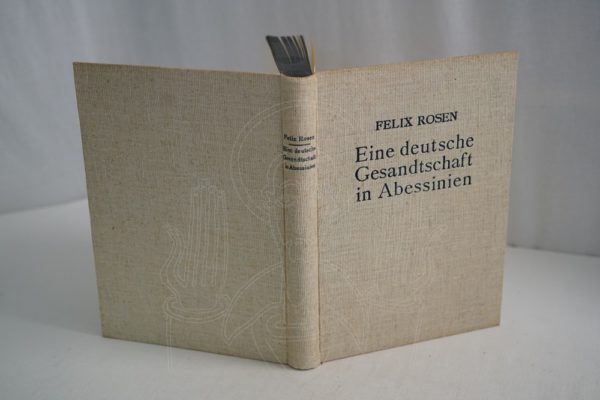 Felix Rosen
Eine deutsche
Gesandtschaft
in Abessinien
FELIX ROSEN
Eine deutsche
Gesandtschaft
in Abessinien